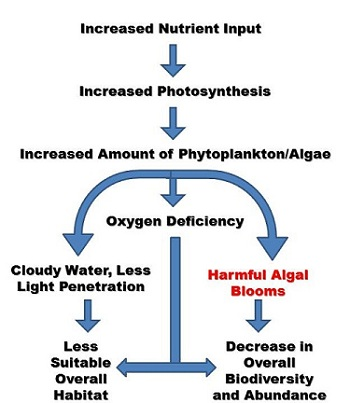 Increased Nutrient Input
Increased Photosynthesis
Increased Amount of Phytoplankton/Algae
Oxygen Deficiency
Cloudy Water, Less
Light Penetration
Harmful Algal
Blooms
Less
Suitable
Overall
Habitat
Decrease in
Overall
Biodiversity
and Abundance